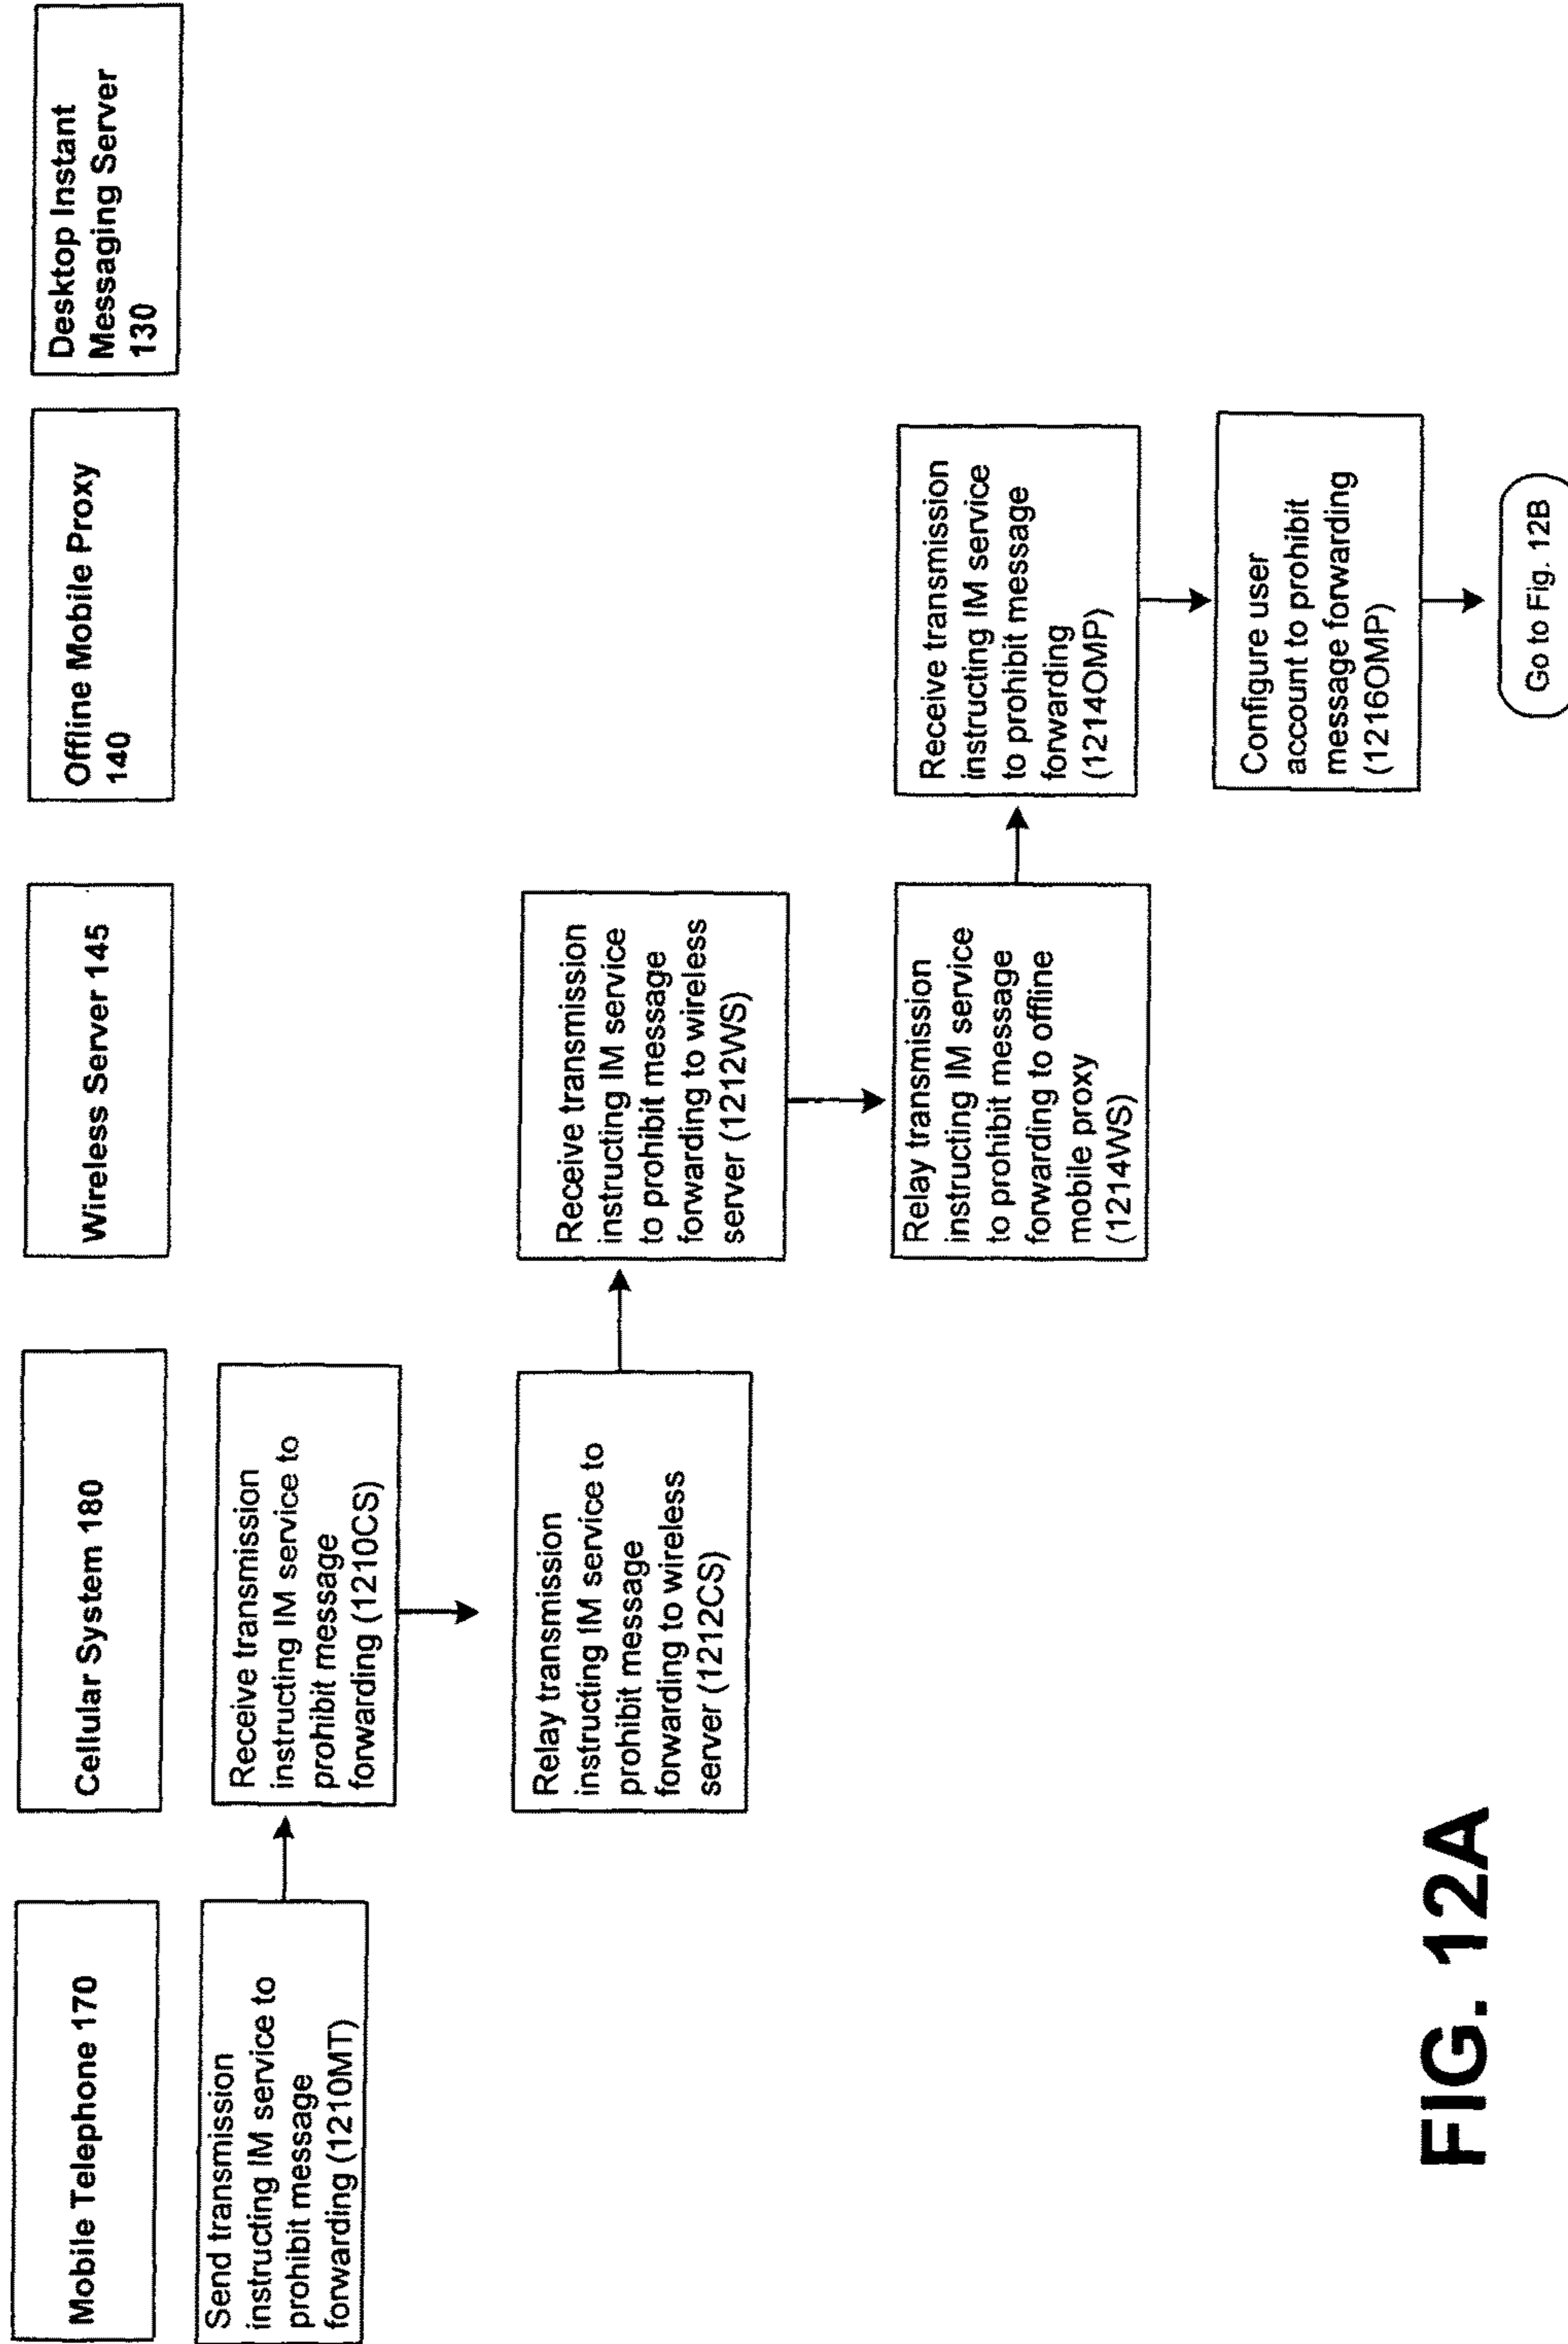 Mobile Telephone 170
Cellular System 180
Wireless Server 145
Offline Mobile Proxy
140
Desktop Instant
Messaging Server
130
Send transmission
instructing IM service to
prohibit message
forwarding (1210MT)
Receive transmission
instructing IM service to
prohibit message
forwarding (1210CS)
Relay transmission
instructing IM service to
prohibit message
forwarding to wireless
server (1212CS)
Receive transmission
instructing IM service
to prohibit message
forwarding to wireless
server (1212WS)
Relay transmission
instructing IM service
to prohibit message
forwarding to offline
mobile proxy
(1214WS)
Receive transmission
instructing IM service
to prohibit message
forwarding
(1214OMP)
Configure user
account to prohibit
message forwarding
(1216OMP)
Go to Fig. 12B
FIG. 12A